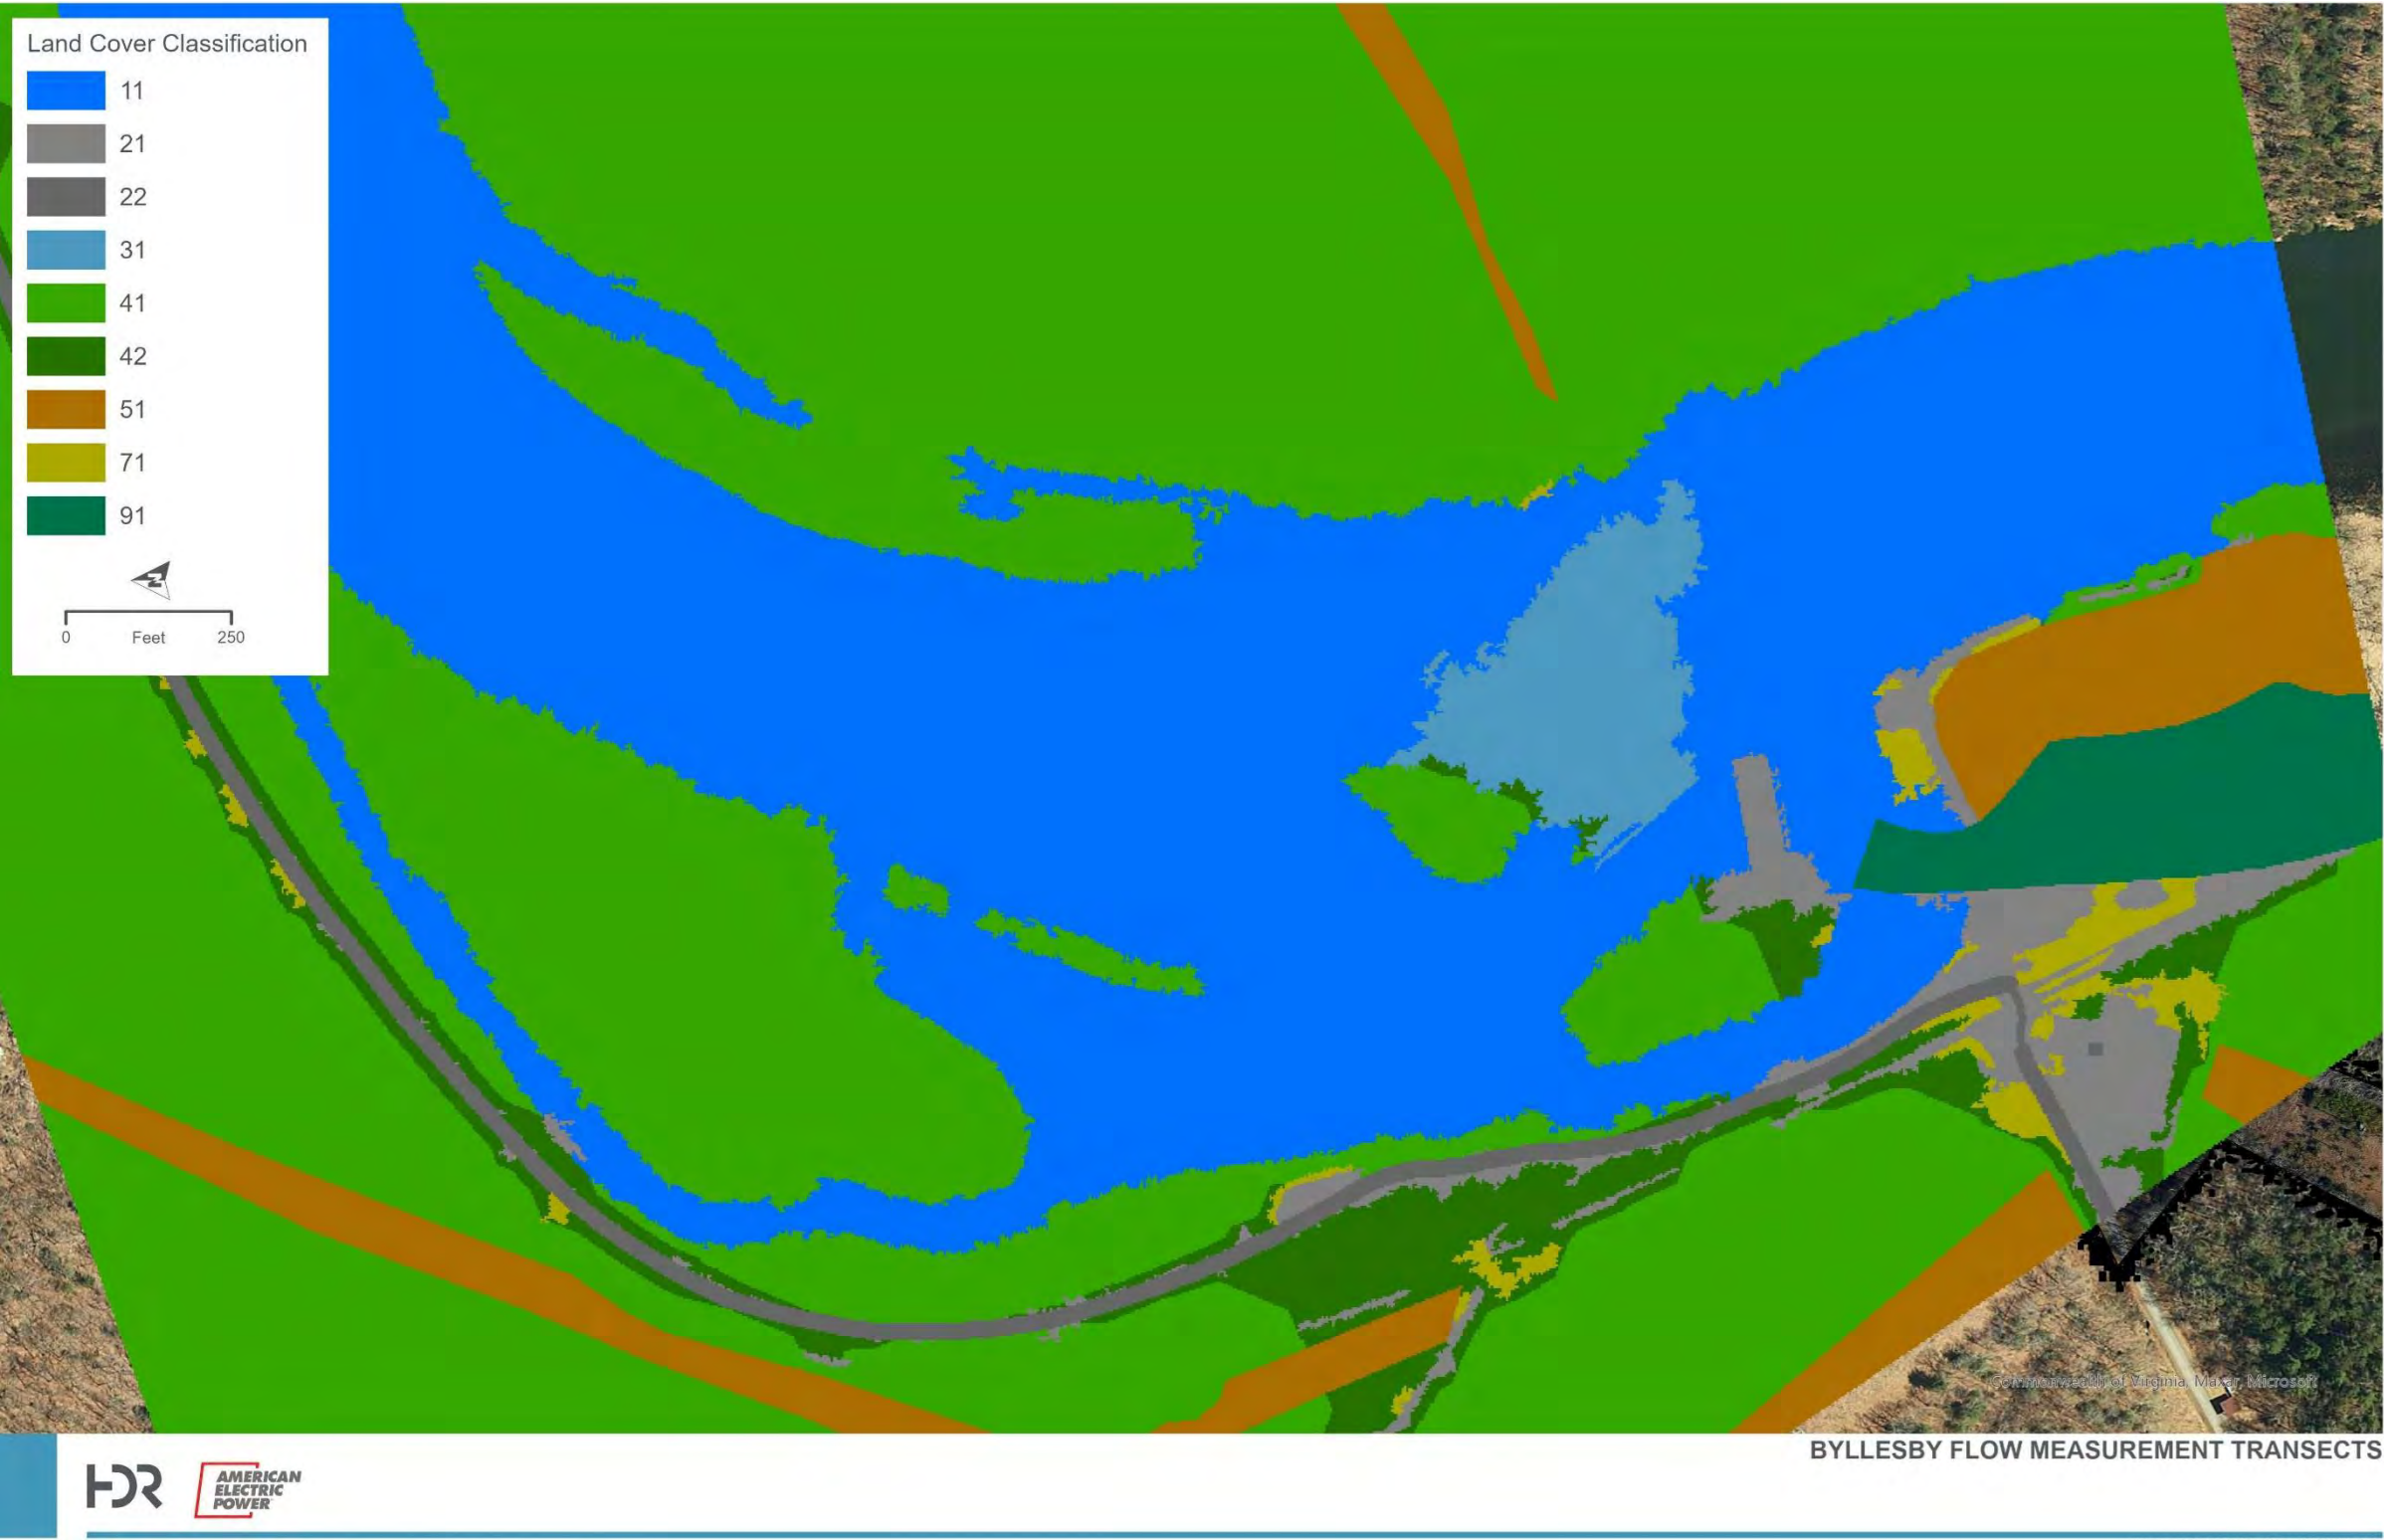 Land Cover Classification
11
21
22
31
41
42
51
71
91
N
0 Feet 250
Commonwealth of Virginia, Maxar, Microsoft
BYLLESBY FLOW MEASUREMENT TRANSECTS
HDR
AMERICAN
ELECTRIC
POWER